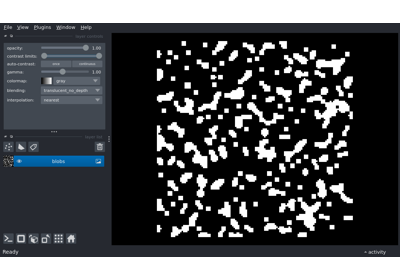 File View Plugins Window Help
opacity: 1.00
contrast limits:
auto-contrast: once continuous
gamma: 1.00
colormap: gray
blending: translucent_no_depth
interpolation: nearest
blobs
Ready
activity